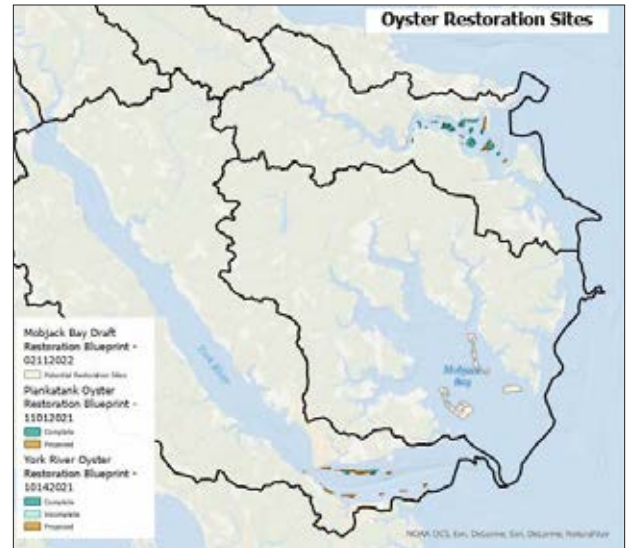 Oyster Restoration Sites
York River
Mobjack
Bay
Mobjack Bay Draft
Restoration Blueprint -
02112022
Potential Restoration Sites
Piankatank Oyster
Restoration Blueprint -
11012021
Complete
Proposed
York River Oyster
Restoration Blueprint -
10142021
Complete
Incomplete
Proposed
NOAA OCS, Esri, DeLorme, Esri, DeLorme, NaturalVue